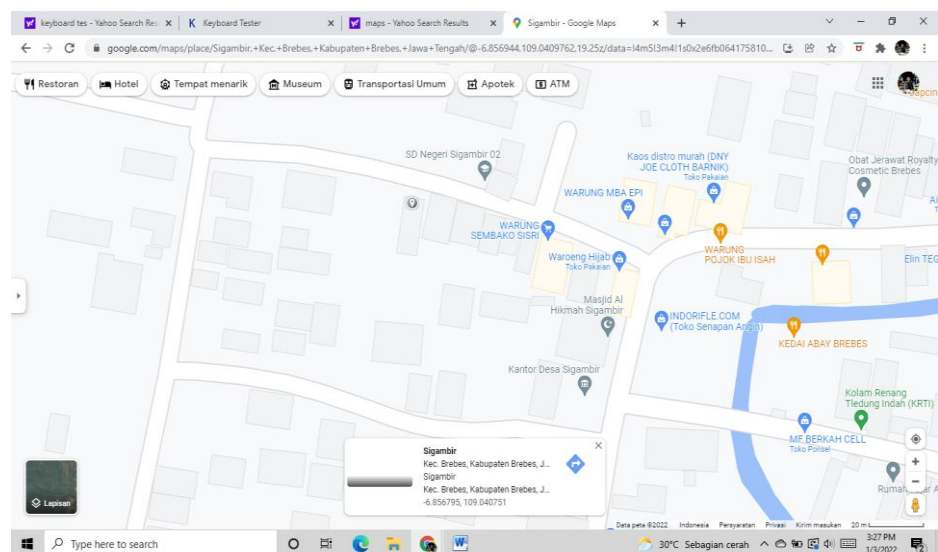 keyboard tes - Yahoo Search Res
Keyboard Tester
maps - Yahoo Search Results
Sigambir - Google Maps
google.com/maps/place/Sigambir,+Kec.+Brebes,+Kabupaten+Brebes,+Jawa+Tengah/@-6.856944,109.0409762,19.25z/data=!4m5!3m4!1s0x2e6fb064175810...
Restoran
Hotel
Tempat menarik
Museum
Transportasi Umum
Apotek
ATM
SD Negeri Sigambir 02
Kaos distro murah (DNY
JOE CLOTH BARNIK)
Toko Pakaian
Obat Jerawat Royalty
Cosmetic Brebes
WARUNG MBA EPI
WARUNG
SEMBAKO SISRI
WARUNG
POJOK IBU ISAH
Waroeng Hijab
Toko Pakaian
Elin TEG
Masjid Al
Hikmah Sigambir
INDORIFLE.COM
(Toko Senapan Angin)
KEDAI ABAY BREBES
Kantor Desa Sigambir
Kolam Renang
Tledung Indah (KRTI)
MF BERKAH CELL
Toko Ponsel
Sigambir
Kec. Brebes, Kabupaten Brebes, J...
Sigambir
Kec. Brebes, Kabupaten Brebes, J...
-6.856795, 109.040751
Lapisan
Data peta ©2022
Indonesia
Persyaratan
Privasi
Kirim masukan
20 m
Type here to search
30°C Sebagian cerah
3:27 PM
1/3/2022
2